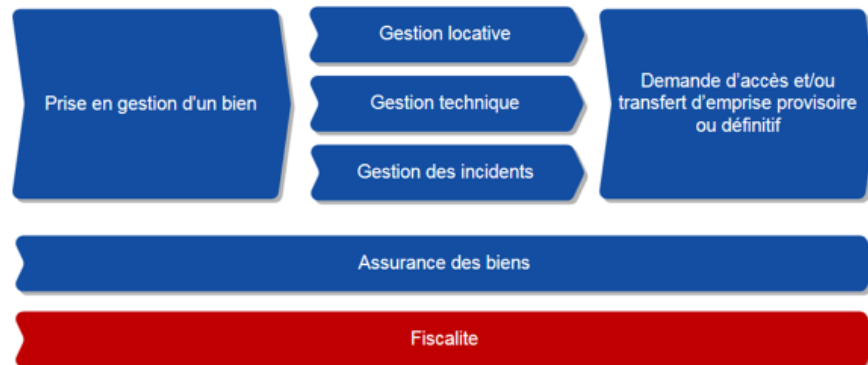 Prise en gestion d'un bien
Gestion locative
Gestion technique
Gestion des incidents
Demande d'accès et/ou
transfert d'emprise provisoire
ou définitif
Assurance des biens
Fiscalite